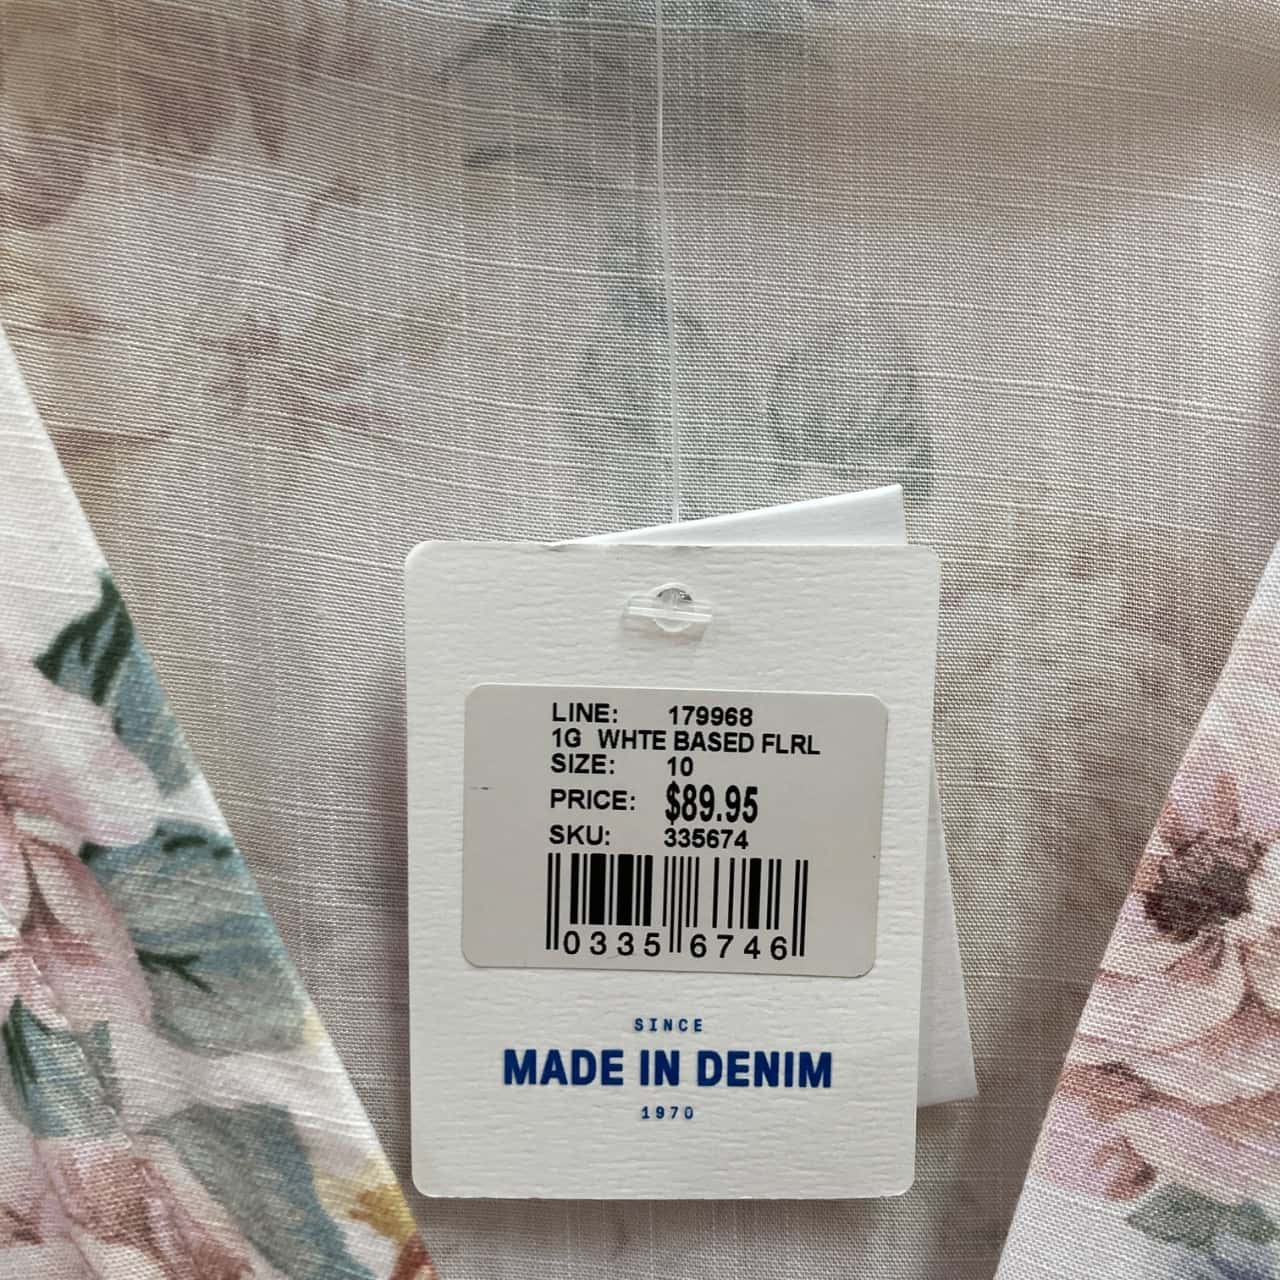 LINE: 179968
1G WHTE BASED FLRL
SIZE: 10
PRICE: $89.95
SKU: 335674
0335 6746
SINCE
MADE IN DENIM
1970